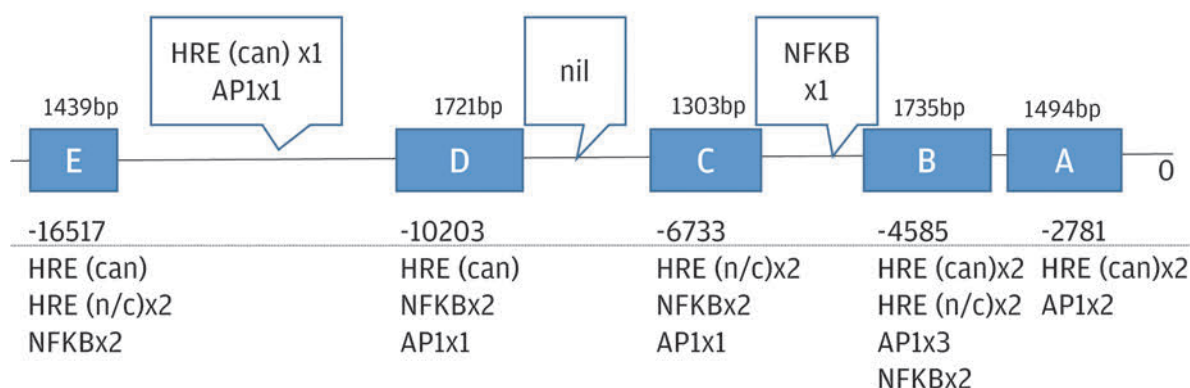 HRE (can) x1
AP1x1
nil
NFKB
x1
1439bp
1721bp
1303bp
1735bp
1494bp
E
D
C
B
A
0
-16517
HRE (can)
HRE (n/c)x2
NFKBx2
-10203
HRE (can)
NFKBx2
AP1x1
-6733
HRE (n/c)x2
NFKBx2
AP1x1
-4585
HRE (can)x2
HRE (n/c)x2
AP1x3
NFKBx2
-2781
HRE (can)x2
AP1x2